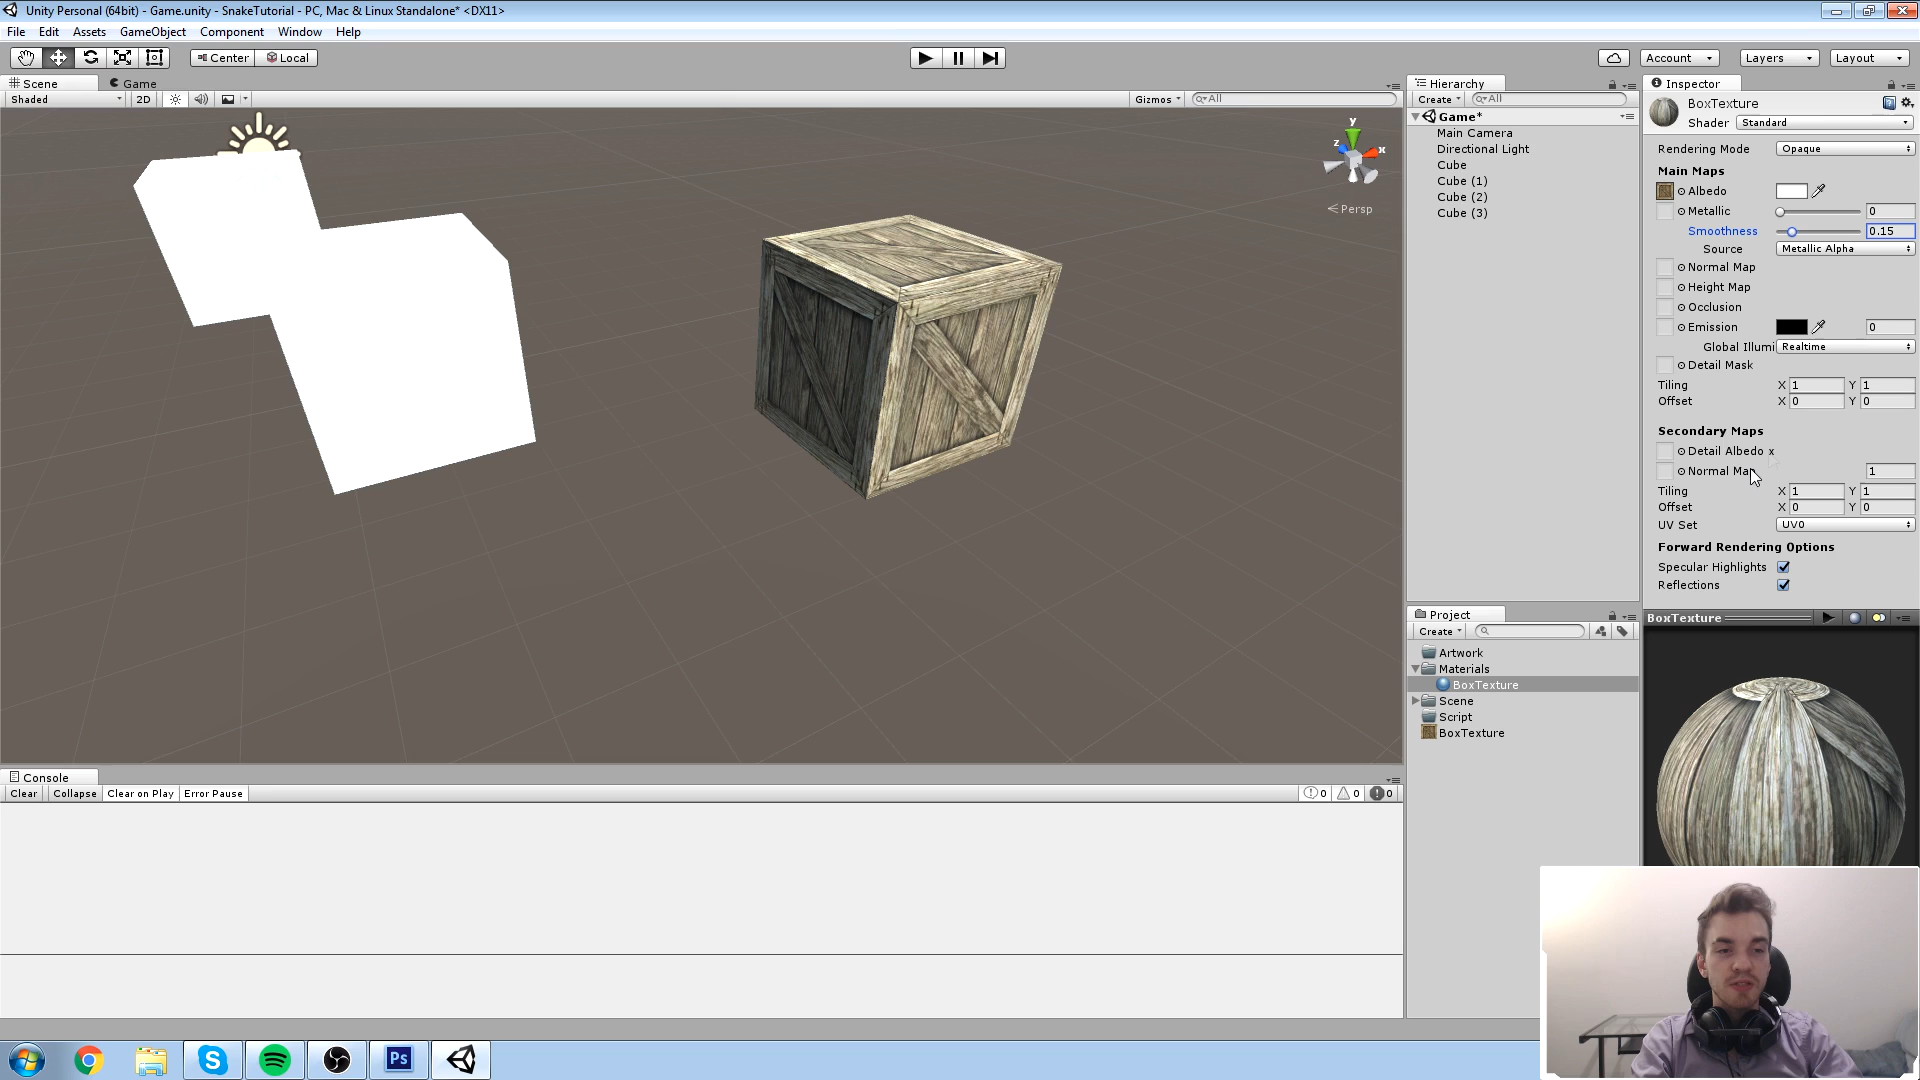 Unity Personal (64bit) - Game.unity - SnakeTutorial - PC, Mac & Linux Standalone* <DX11>
File Edit Assets GameObject Component Window Help
Center Local
Account Layers Layout
Scene Game
Shaded 2D Gizmos All
y
z x
Persp
Hierarchy
Create All
Game*
Main Camera
Directional Light
Cube
Cube (1)
Cube (2)
Cube (3)
Project
Create
Artwork
Materials
BoxTexture
Scene
Script
BoxTexture
Inspector
BoxTexture
Shader Standard
Rendering Mode Opaque
Main Maps
Albedo
Metallic 0
Smoothness 0.15
Source Metallic Alpha
Normal Map
Height Map
Occlusion
Emission 0
Global Illumi Realtime
Detail Mask
Tiling X 1 Y 1
Offset X 0 Y 0
Secondary Maps
Detail Albedo x
Normal Map 1
Tiling X 1 Y 1
Offset X 0 Y 0
UV Set UV0
Forward Rendering Options
Specular Highlights
Reflections
BoxTexture
Console
Clear Collapse Clear on Play Error Pause 0 0 0
Ps